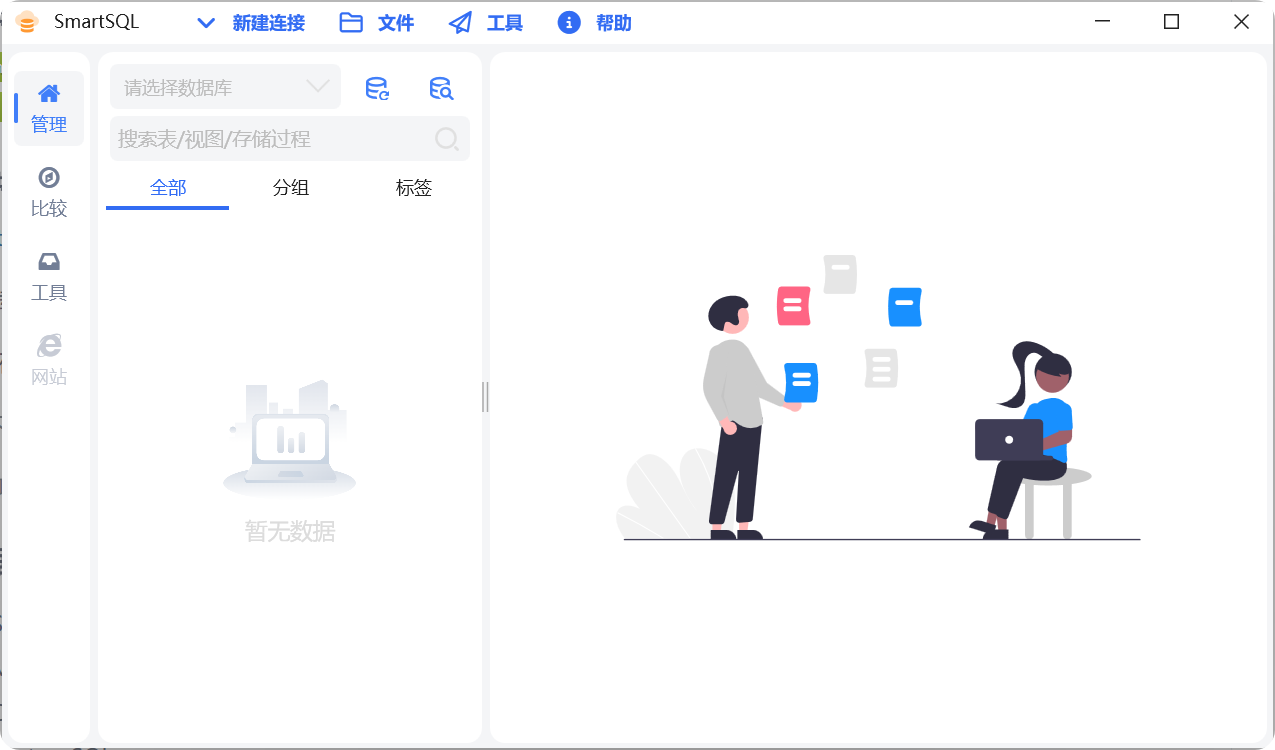 SmartSQL
新建连接
文件
工具
帮助
管理
比较
工具
网站
请选择数据库
搜索表/视图/存储过程
全部
分组
标签
暂无数据